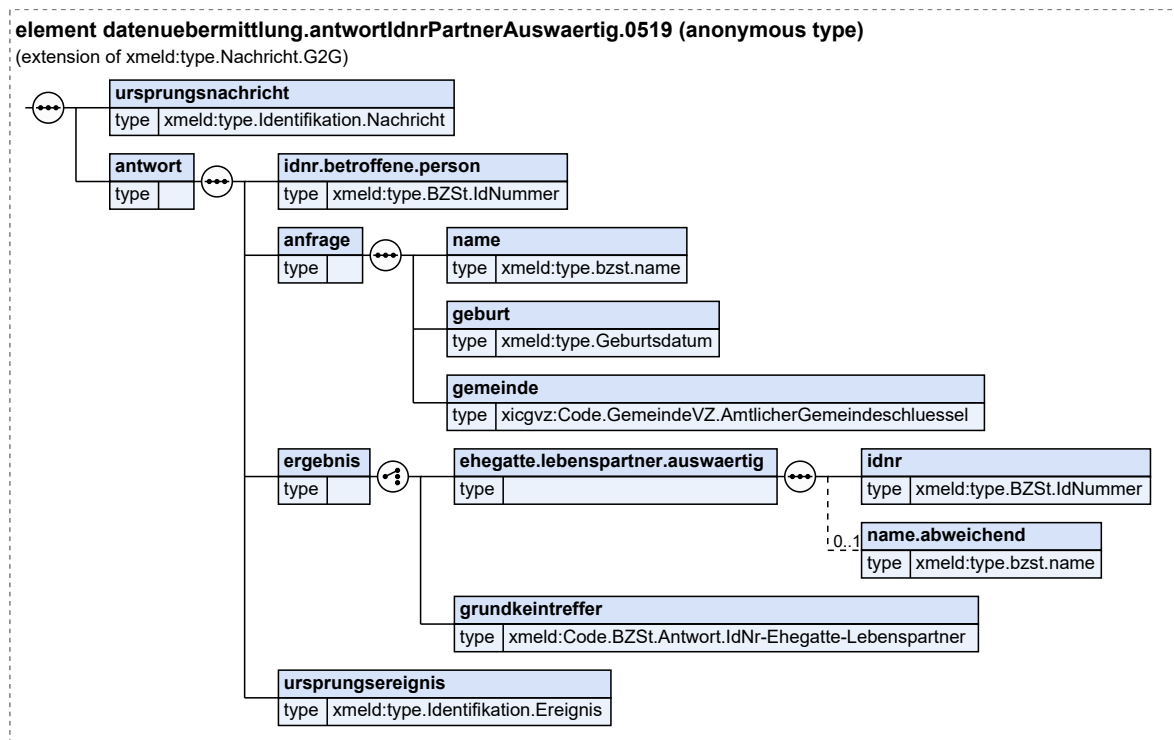 element datenuebermittlung.antwortIdnrPartnerAuswaertig.0519 (anonymous type)
(extension of xmeld:type.Nachricht.G2G)
ursprungsnachricht
type xmeld:type.Identifikation.Nachricht
antwort
type
idnr.betroffene.person
type xmeld:type.BZSt.IdNummer
anfrage
type
name
type xmeld:type.bzst.name
geburt
type xmeld:type.Geburtsdatum
gemeinde
type xicgvz:Code.GemeindeVZ.AmtlicherGemeindeschluessel
ergebnis
type
ehegatte.lebenspartner.auswaertig
type
idnr
type xmeld:type.BZSt.IdNummer
0..1
name.abweichend
type xmeld:type.bzst.name
grundkeintreffer
type xmeld:Code.BZSt.Antwort.IdNr-Ehegatte-Lebenspartner
ursprungsereignis
type xmeld:type.Identifikation.Ereignis